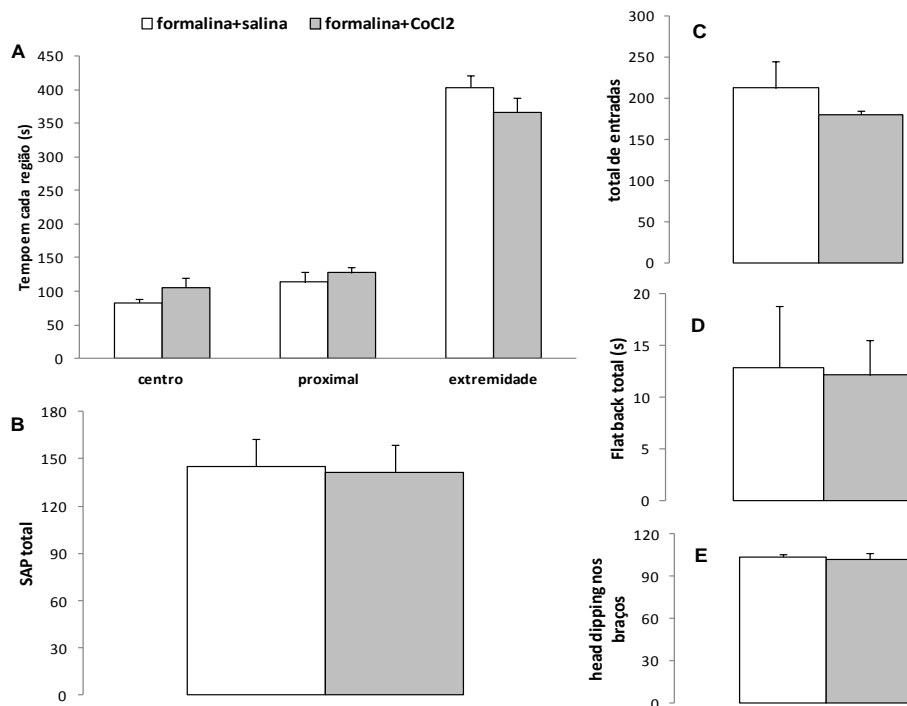 formalina+salina formalina+CoCl2
A
Tempo em cada região (s)
450
400
350
300
250
200
150
100
50
0
centro proximal extremidade
B
SAP total
180
150
120
90
60
30
0
C
total de entradas
300
250
200
150
100
50
0
D
Flat back total (s)
20
15
10
5
0
E
head dipping nos
braços
120
90
60
30
0